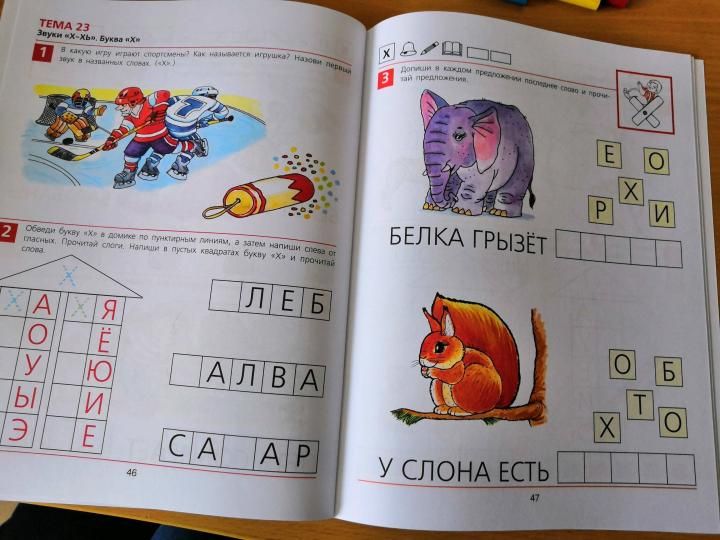 ТЕМА 23
Звуки «Х–ХЬ». Буква «Х»
1
В какую игру играют спортсмены? Как называется игрушка? Назови первый
звук в названных словах. («Х».)
2
Обведи букву «Х» в домике по пунктирным линиям, а затем напиши слева от
гласных. Прочитай слоги. Напиши в пустых квадратах букву «Х» и прочитай
слова.
Х
Х А Х Я
О Ё
У Ю
Ы И
Э Е
ЛЕБ
АЛВА
СА АР
46
Х
3
Допиши в каждом предложении последнее слово и прочи-
тай предложения.
Е О
Х
Р И
БЕЛКА ГРЫЗЁТ
О Б
Т
Х О
У СЛОНА ЕСТЬ
47